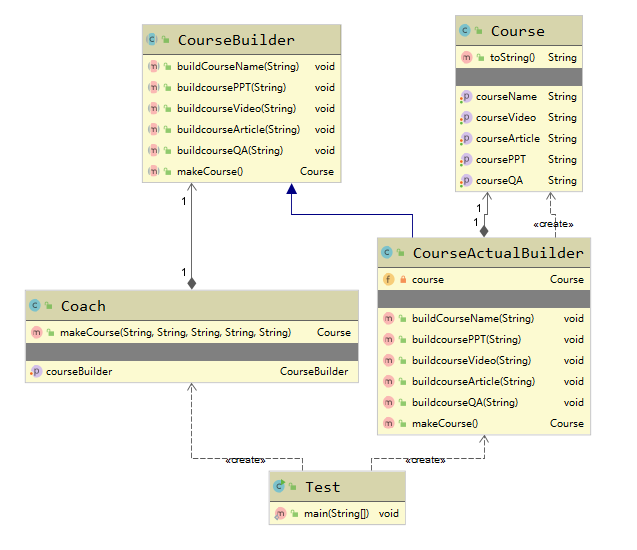 CourseBuilder
buildCourseName(String) void
buildcoursePPT(String) void
buildcourseVideo(String) void
buildcourseArticle(String) void
buildcourseQA(String) void
makeCourse() Course
Course
toString() String
courseName String
courseVideo String
courseArticle String
coursePPT String
courseQA String
1
1
1
1
«create»
CourseActualBuilder
course Course
buildCourseName(String) void
buildcoursePPT(String) void
buildcourseVideo(String) void
buildcourseArticle(String) void
buildcourseQA(String) void
makeCourse() Course
Coach
makeCourse(String, String, String, String, String) Course
courseBuilder CourseBuilder
«create»
«create»
Test
main(String[]) void